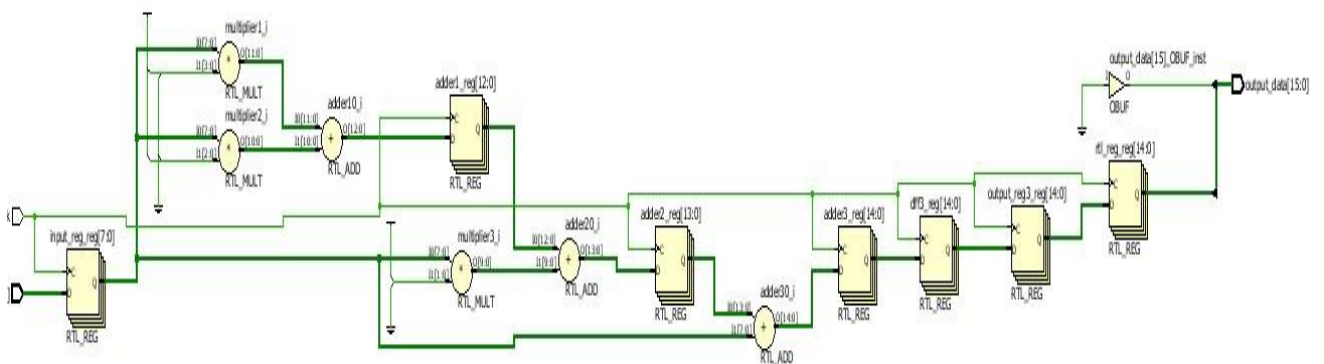 multiplier1_i
I0[7:0]
O[11:0]
I1[3:0]
*
RTL_MULT
multiplier2_i
I0[7:0]
O[10:0]
I1[2:0]
*
RTL_MULT
adder10_i
I0[11:0]
O[12:0]
I1[10:0]
+
RTL_ADD
adder1_reg[12:0]
C
Q
D
RTL_REG
input_reg_reg[7:0]
C
Q
D
RTL_REG
multiplier3_i
I0[7:0]
O[9:0]
I1[1:0]
*
RTL_MULT
adder20_i
I0[12:0]
O[13:0]
I1[9:0]
+
RTL_ADD
adder2_reg[13:0]
C
Q
D
RTL_REG
adder30_i
I0[13:0]
O[14:0]
I1[7:0]
+
RTL_ADD
adder3_reg[14:0]
C
Q
D
RTL_REG
dff3_reg[14:0]
C
Q
D
RTL_REG
output_reg3_reg[14:0]
C
Q
D
RTL_REG
rtl_reg_reg[14:0]
C
Q
D
RTL_REG
output_data[15]_OBUF_inst
I
O
OBUF
output_data[15:0]